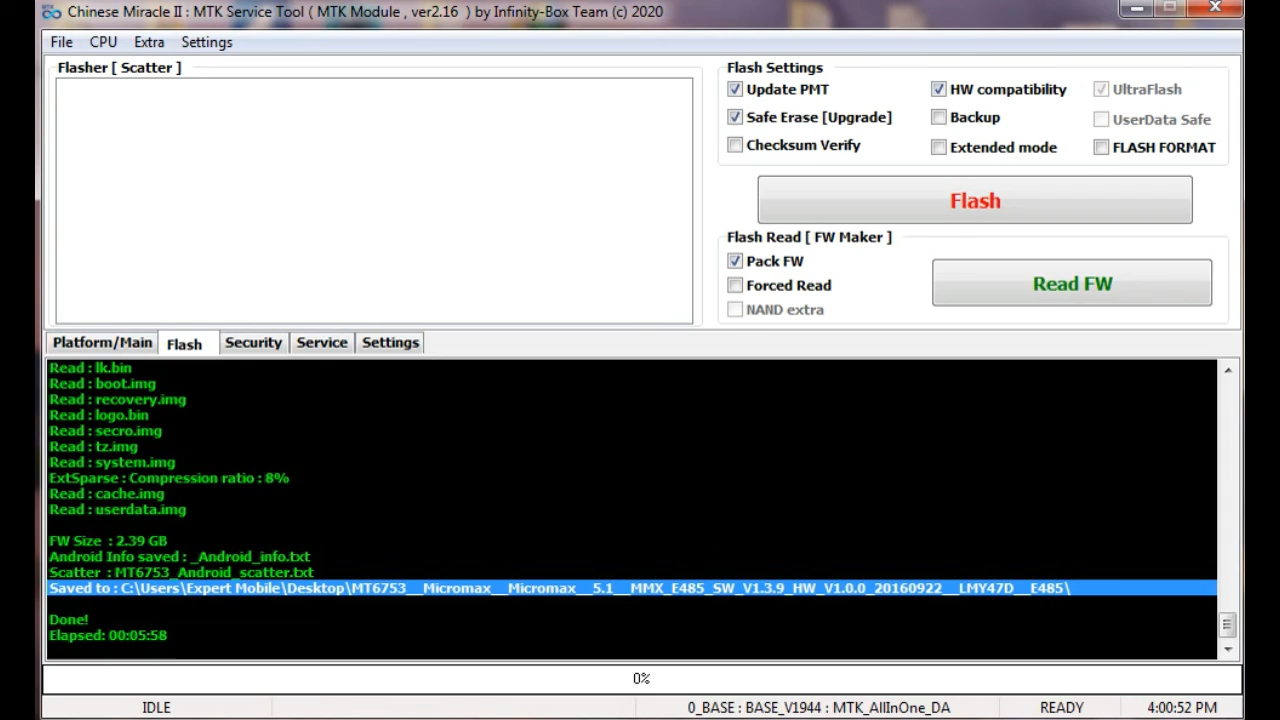 Chinese Miracle II : MTK Service Tool ( MTK Module , ver2.16 ) by Infinity-Box Team (c) 2020
File CPU Extra Settings
Flasher [ Scatter ]
Flash Settings
Update PMT HW compatibility UltraFlash
Safe Erase [Upgrade] Backup UserData Safe
Checksum Verify Extended mode FLASH FORMAT
Flash
Flash Read [ FW Maker ]
Pack FW
Forced Read
NAND extra
Read FW
Platform/Main Flash Security Service Settings
Read : lk.bin
Read : boot.img
Read : recovery.img
Read : logo.bin
Read : secro.img
Read : tz.img
Read : system.img
ExtSparse : Compression ratio : 8%
Read : cache.img
Read : userdata.img
FW Size : 2.39 GB
Android Info saved : _Android_info.txt
Scatter : MT6753_Android_scatter.txt
Saved to : C:\Users\Expert Mobile\Desktop\MT6753__Micromax__Micromax__5.1__MMX_E485_SW_V1.3.9_HW_V1.0.0_20160922__LMY47D__E485\
Done!
Elapsed: 00:05:58
0%
IDLE 0_BASE : BASE_V1944 : MTK_AllInOne_DA READY 4:00:52 PM